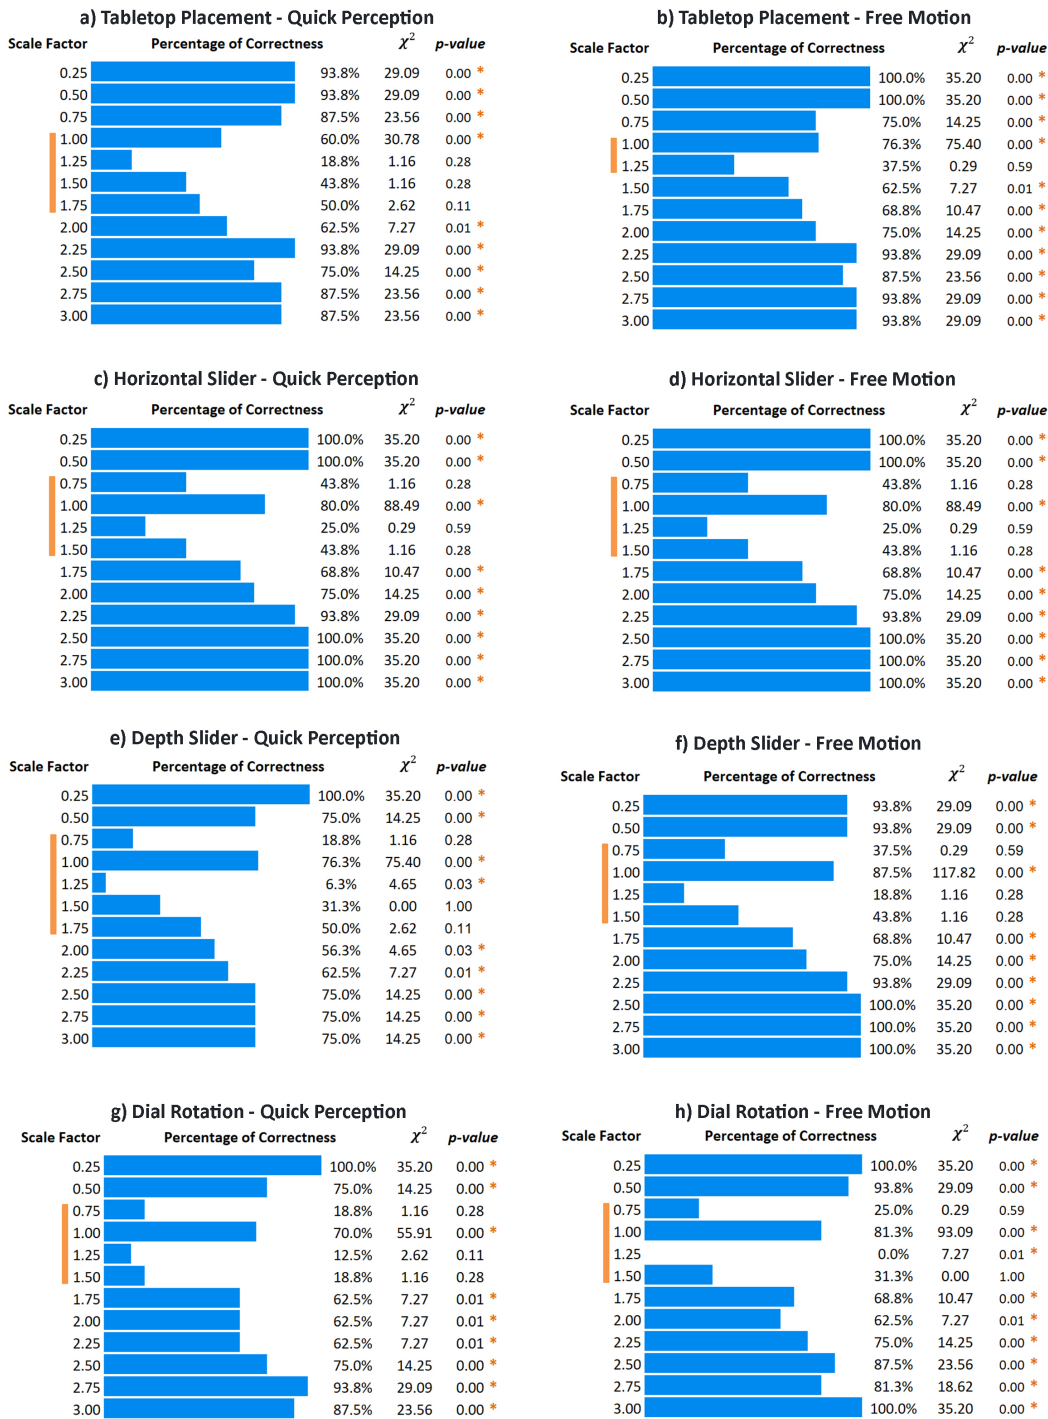 a) Tabletop Placement - Quick Perception
Scale Factor Percentage of Correctness χ² p-value
0.25 93.8% 29.09 0.00 *
0.50 93.8% 29.09 0.00 *
0.75 87.5% 23.56 0.00 *
1.00 60.0% 30.78 0.00 *
1.25 18.8% 1.16 0.28
1.50 43.8% 1.16 0.28
1.75 50.0% 2.62 0.11
2.00 62.5% 7.27 0.01 *
2.25 93.8% 29.09 0.00 *
2.50 75.0% 14.25 0.00 *
2.75 87.5% 23.56 0.00 *
3.00 87.5% 23.56 0.00 *
b) Tabletop Placement - Free Motion
Scale Factor Percentage of Correctness χ² p-value
0.25 100.0% 35.20 0.00 *
0.50 100.0% 35.20 0.00 *
0.75 75.0% 14.25 0.00 *
1.00 76.3% 75.40 0.00 *
1.25 37.5% 0.29 0.59
1.50 62.5% 7.27 0.01 *
1.75 68.8% 10.47 0.00 *
2.00 75.0% 14.25 0.00 *
2.25 93.8% 29.09 0.00 *
2.50 87.5% 23.56 0.00 *
2.75 93.8% 29.09 0.00 *
3.00 93.8% 29.09 0.00 *
c) Horizontal Slider - Quick Perception
Scale Factor Percentage of Correctness χ² p-value
0.25 100.0% 35.20 0.00 *
0.50 100.0% 35.20 0.00 *
0.75 43.8% 1.16 0.28
1.00 80.0% 88.49 0.00 *
1.25 25.0% 0.29 0.59
1.50 43.8% 1.16 0.28
1.75 68.8% 10.47 0.00 *
2.00 75.0% 14.25 0.00 *
2.25 93.8% 29.09 0.00 *
2.50 100.0% 35.20 0.00 *
2.75 100.0% 35.20 0.00 *
3.00 100.0% 35.20 0.00 *
d) Horizontal Slider - Free Motion
Scale Factor Percentage of Correctness χ² p-value
0.25 100.0% 35.20 0.00 *
0.50 100.0% 35.20 0.00 *
0.75 43.8% 1.16 0.28
1.00 80.0% 88.49 0.00 *
1.25 25.0% 0.29 0.59
1.50 43.8% 1.16 0.28
1.75 68.8% 10.47 0.00 *
2.00 75.0% 14.25 0.00 *
2.25 93.8% 29.09 0.00 *
2.50 100.0% 35.20 0.00 *
2.75 100.0% 35.20 0.00 *
3.00 100.0% 35.20 0.00 *
e) Depth Slider - Quick Perception
Scale Factor Percentage of Correctness χ² p-value
0.25 100.0% 35.20 0.00 *
0.50 75.0% 14.25 0.00 *
0.75 18.8% 1.16 0.28
1.00 76.3% 75.40 0.00 *
1.25 6.3% 4.65 0.03 *
1.50 31.3% 0.00 1.00
1.75 50.0% 2.62 0.11
2.00 56.3% 4.65 0.03 *
2.25 62.5% 7.27 0.01 *
2.50 75.0% 14.25 0.00 *
2.75 75.0% 14.25 0.00 *
3.00 75.0% 14.25 0.00 *
f) Depth Slider - Free Motion
Scale Factor Percentage of Correctness χ² p-value
0.25 93.8% 29.09 0.00 *
0.50 93.8% 29.09 0.00 *
0.75 37.5% 0.29 0.59
1.00 87.5% 117.82 0.00 *
1.25 18.8% 1.16 0.28
1.50 43.8% 1.16 0.28
1.75 68.8% 10.47 0.00 *
2.00 75.0% 14.25 0.00 *
2.25 93.8% 29.09 0.00 *
2.50 100.0% 35.20 0.00 *
2.75 100.0% 35.20 0.00 *
3.00 100.0% 35.20 0.00 *
g) Dial Rotation - Quick Perception
Scale Factor Percentage of Correctness χ² p-value
0.25 100.0% 35.20 0.00 *
0.50 75.0% 14.25 0.00 *
0.75 18.8% 1.16 0.28
1.00 70.0% 55.91 0.00 *
1.25 12.5% 2.62 0.11
1.50 18.8% 1.16 0.28
1.75 62.5% 7.27 0.01 *
2.00 62.5% 7.27 0.01 *
2.25 62.5% 7.27 0.01 *
2.50 75.0% 14.25 0.00 *
2.75 93.8% 29.09 0.00 *
3.00 87.5% 23.56 0.00 *
h) Dial Rotation - Free Motion
Scale Factor Percentage of Correctness χ² p-value
0.25 100.0% 35.20 0.00 *
0.50 93.8% 29.09 0.00 *
0.75 25.0% 0.29 0.59
1.00 81.3% 93.09 0.00 *
1.25 0.0% 7.27 0.01 *
1.50 31.3% 0.00 1.00
1.75 68.8% 10.47 0.00 *
2.00 62.5% 7.27 0.01 *
2.25 75.0% 14.25 0.00 *
2.50 87.5% 23.56 0.00 *
2.75 81.3% 18.62 0.00 *
3.00 100.0% 35.20 0.00 *